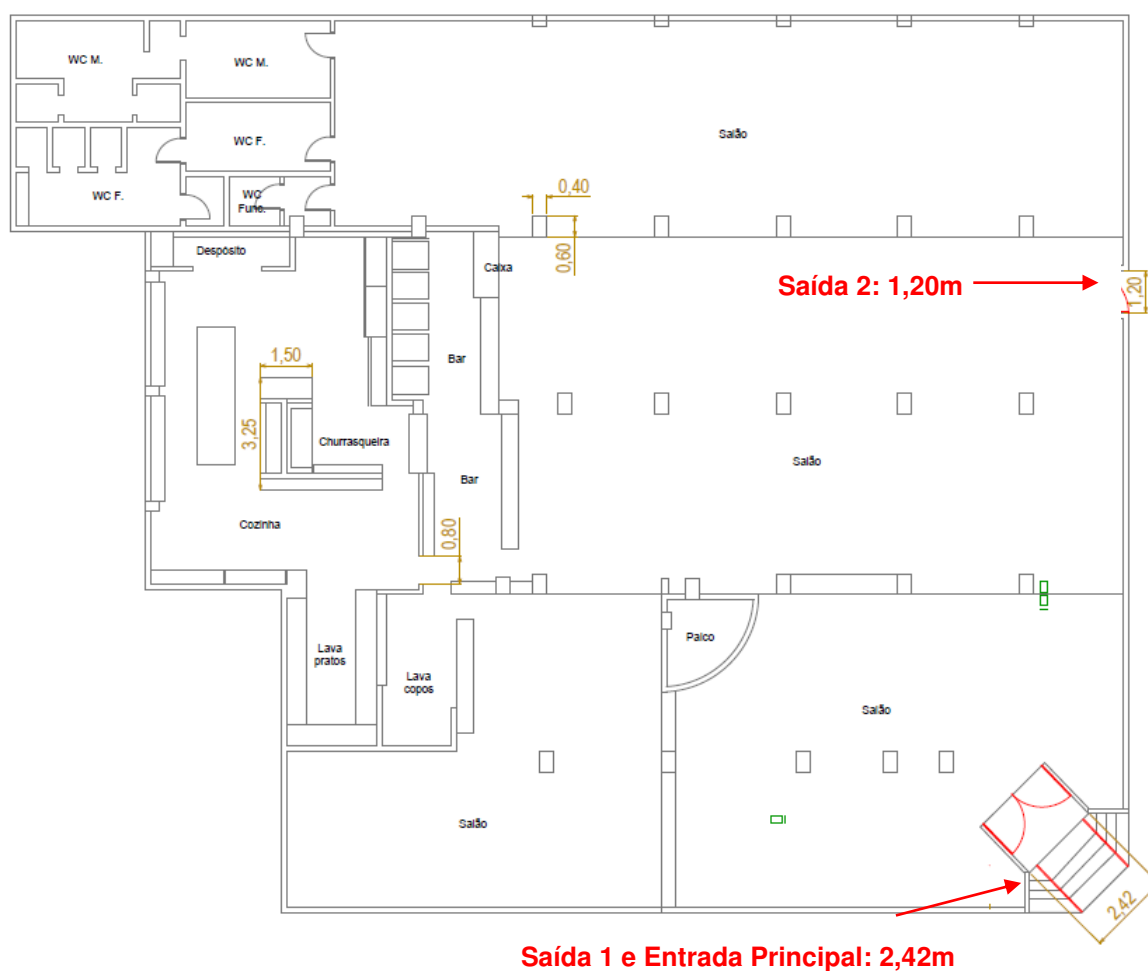 WC M.
WC M.
Salão
WC F.
WC F.
WC
Func.
0,40
0,60
Despósito
Caixa
Saída 2: 1,20m
1,20
Bar
1,50
3,25
Churrasqueira
Salão
Bar
Cozinha
0,80
Lava
pratos
Lava
copos
Palco
Salão
Salão
2,42
Saída 1 e Entrada Principal: 2,42m